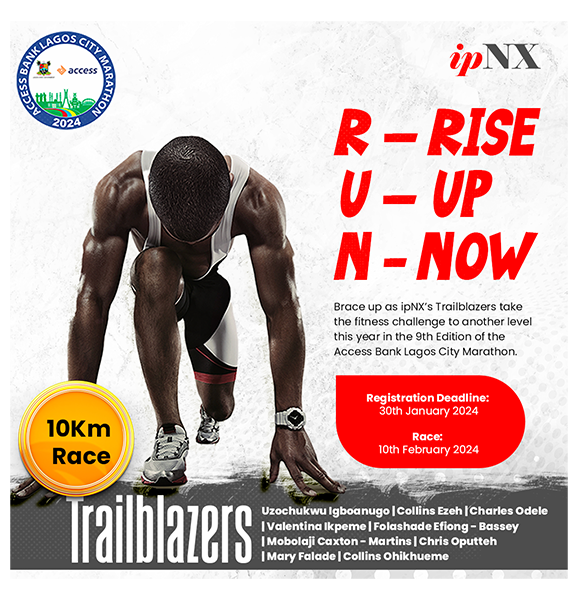 ACCESS BANK LAGOS CITY MARATHON
access
2024
ipNX
R – RISE
U – UP
N – NOW
Brace up as ipNX's Trailblazers take
the fitness challenge to another level
this year in the 9th Edition of the
Access Bank Lagos City Marathon.
Registration Deadline:
30th January 2024
Race:
10th February 2024
10Km
Race
Trailblazers
Uzochukwu Igboanugo | Collins Ezeh | Charles Odele
| Valentina Ikpeme | Folashade Efiong - Bassey
| Mobolaji Caxton - Martins | Chris Oputteh
| Mary Falade | Collins Ohikhueme